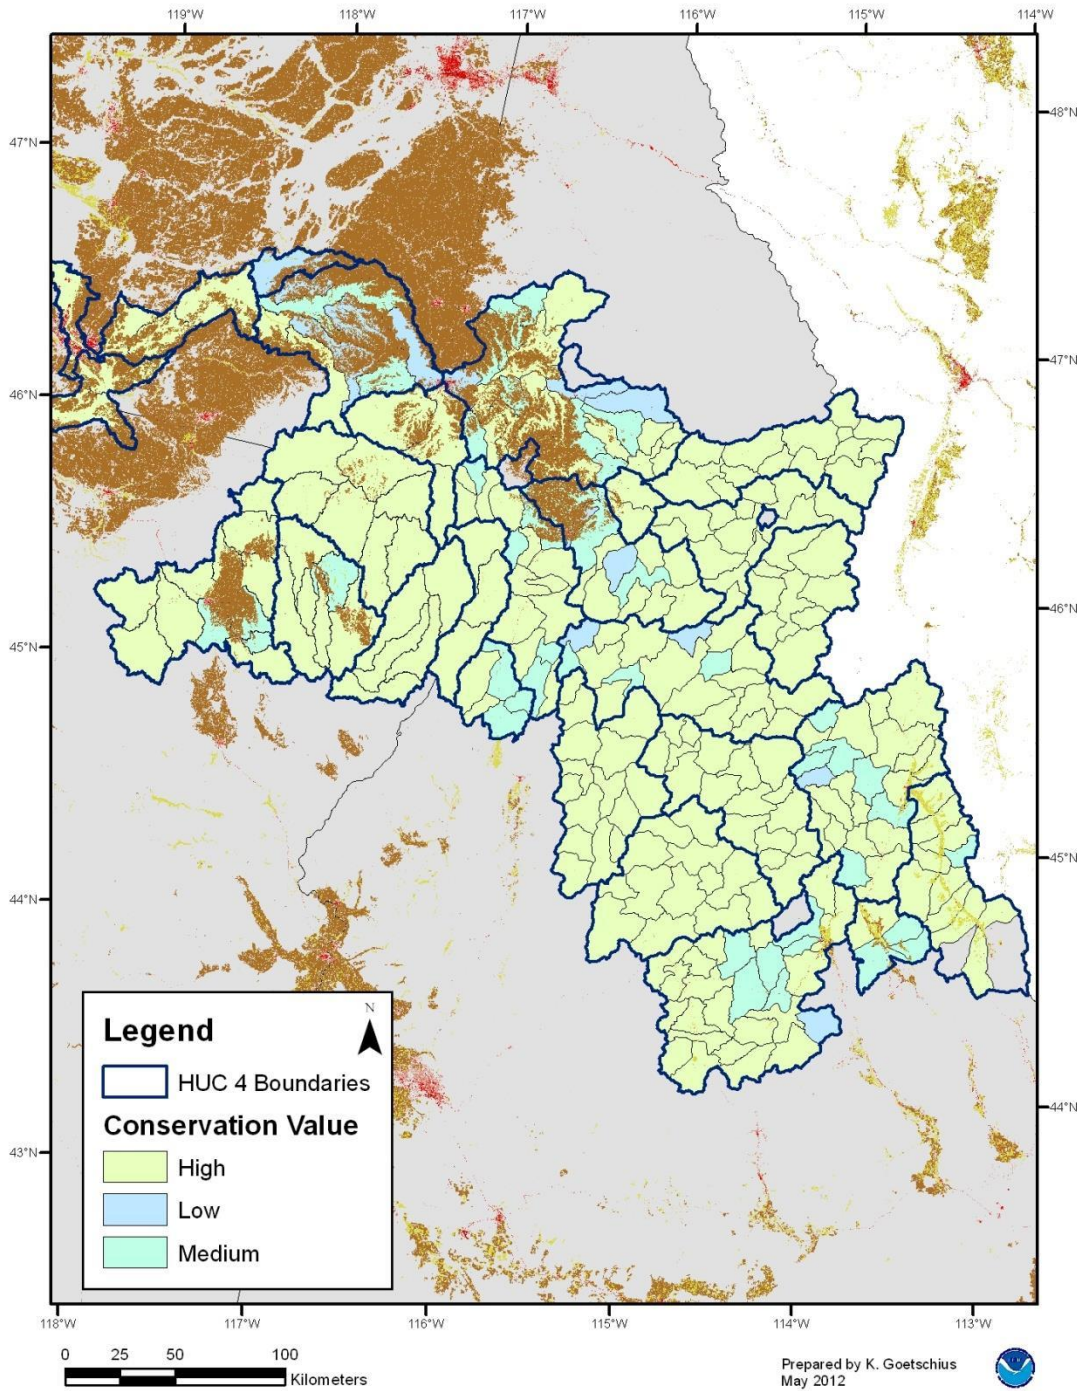 119°W 118°W 117°W 116°W 115°W 114°W
48°N
47°N
47°N
46°N
46°N
45°N
45°N
44°N
44°N
43°N
N
Legend
HUC 4 Boundaries
Conservation Value
High
Low
Medium
118°W 117°W 116°W 115°W 114°W 113°W
0 25 50 100
Kilometers
Prepared by K. Goetschius
May 2012